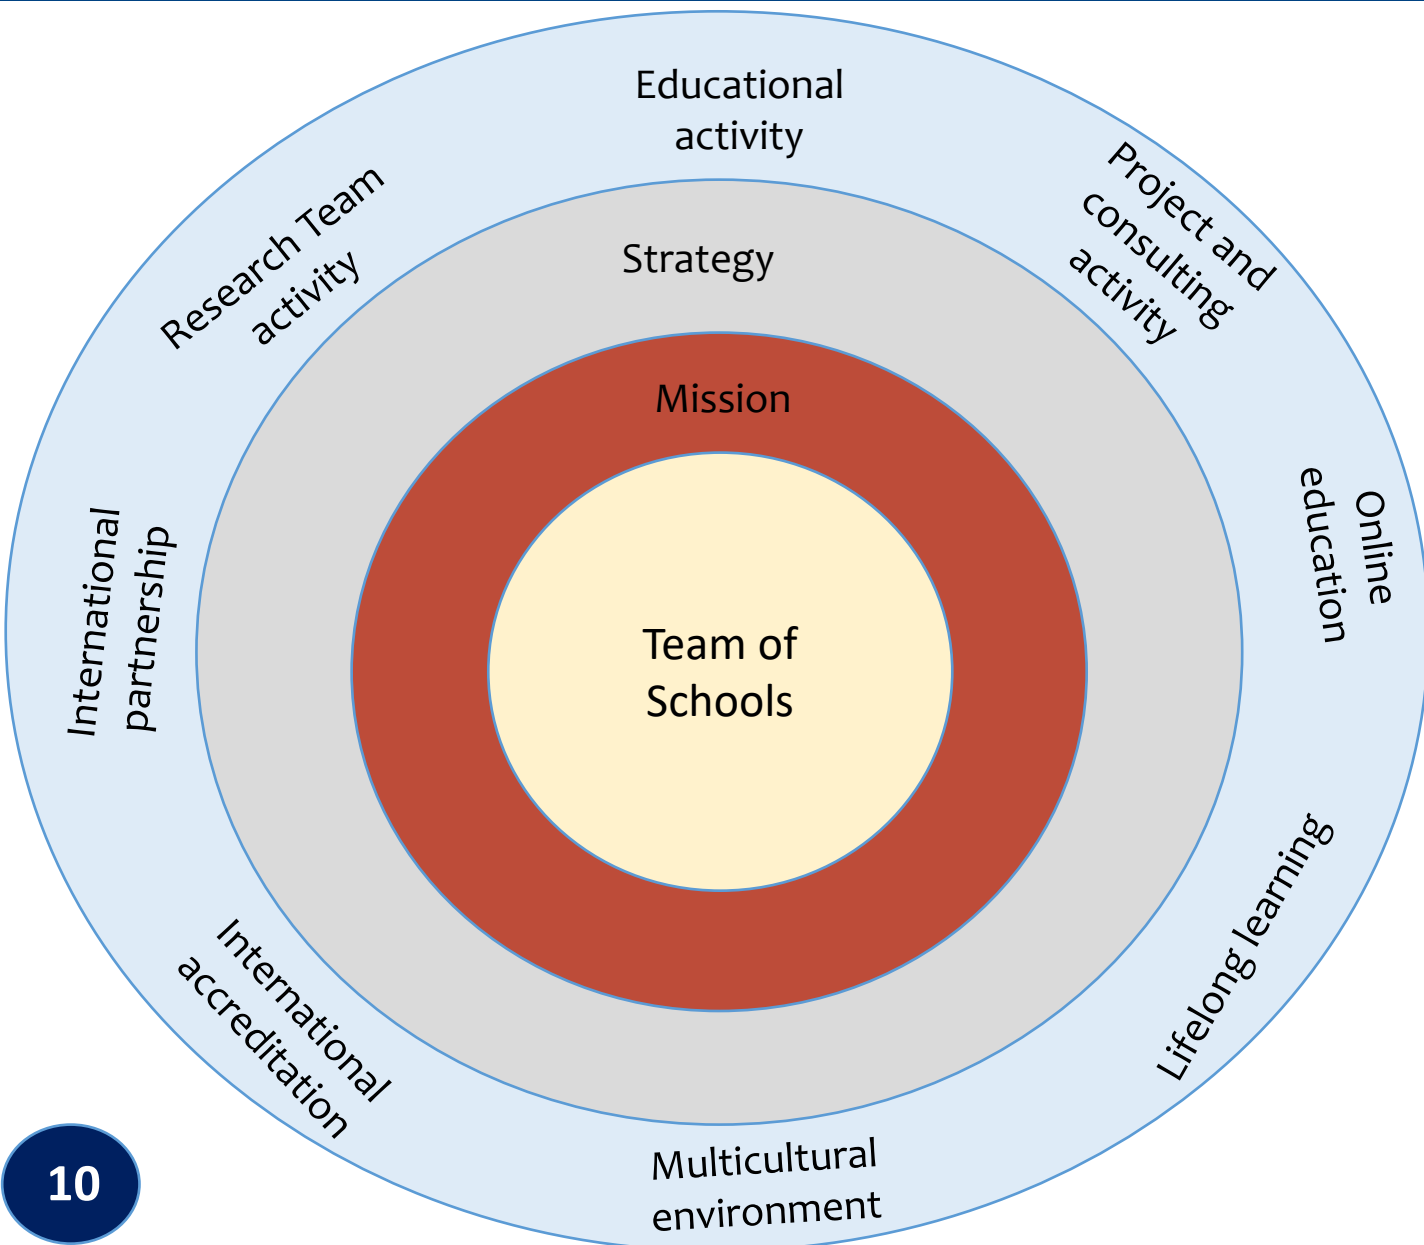 Educational
activity
Project and
consulting
activity
Research Team
activity
Strategy
Mission
Online
education
International
partnership
Team of
Schools
Lifelong learning
International
accreditation
Multicultural
environment
10